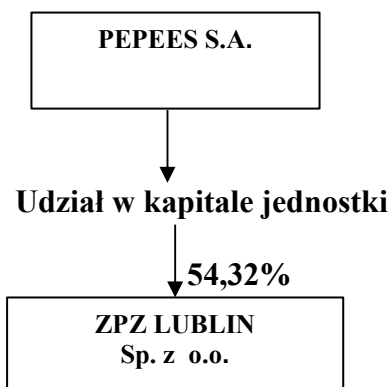 PEPEES S.A.
Udział w kapitale jednostki
54,32%
ZPZ LUBLIN
Sp. z o.o.